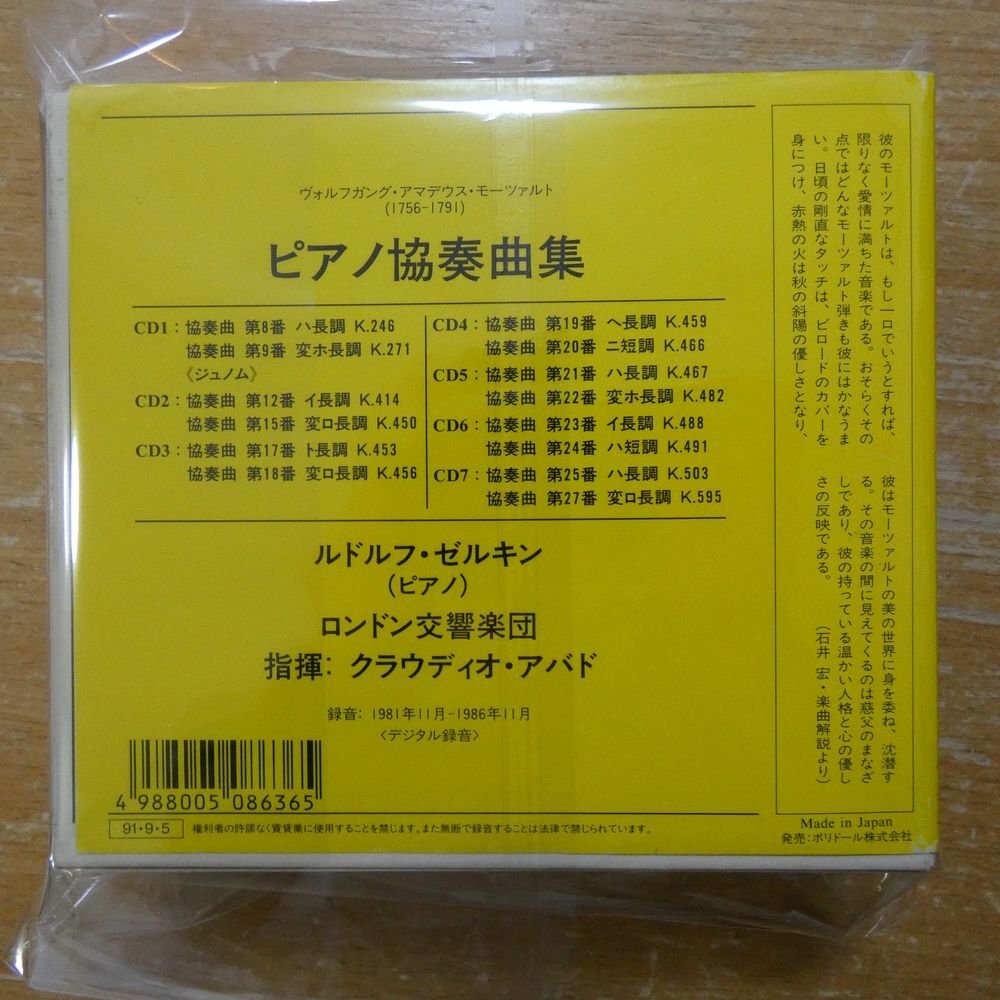 ヴォルフガング・アマデウス・モーツァルト
(1756-1791)
ピアノ協奏曲集
CD1：協奏曲 第8番 ハ長調 K.246
協奏曲 第9番 変ホ長調 K.271
《ジュノム》
CD2：協奏曲 第12番 イ長調 K.414
協奏曲 第15番 変ロ長調 K.450
CD3：協奏曲 第17番 ト長調 K.453
協奏曲 第18番 変ロ長調 K.456
CD4：協奏曲 第19番 ヘ長調 K.459
協奏曲 第20番 ニ短調 K.466
CD5：協奏曲 第21番 ハ長調 K.467
協奏曲 第22番 変ホ長調 K.482
CD6：協奏曲 第23番 イ長調 K.488
協奏曲 第24番 ハ短調 K.491
CD7：協奏曲 第25番 ハ長調 K.503
協奏曲 第27番 変ロ長調 K.595
ルドルフ・ゼルキン
(ピアノ)
ロンドン交響楽団
指揮：クラウディオ・アバド
録音：1981年11月-1986年11月
〈デジタル録音〉
4 988005 086365
91・9・5
権利者の許諾なく賃貸業に使用することを禁じます。また無断で録音することは法律で禁じられています。
彼のモーツァルトは、もし一口でいうとすれば、
限りなく愛情に満ちた音楽である。おそらくその
点ではどんなモーツァルト弾きも彼にはかなうま
い。日頃の剛直なタッチは、ビロードのカバーを
身につけ、赤熱の火は秋の斜陽の優しさとなり、
彼はモーツァルトの美の世界に身を委ね、沈潜す
る。その音楽の間に見えてくるのは慈父のまなざ
しであり、彼の持っている温かい人格と心の優し
さの反映である。
（石井 宏・楽曲解説より）
Made in Japan
発売：ポリドール株式会社